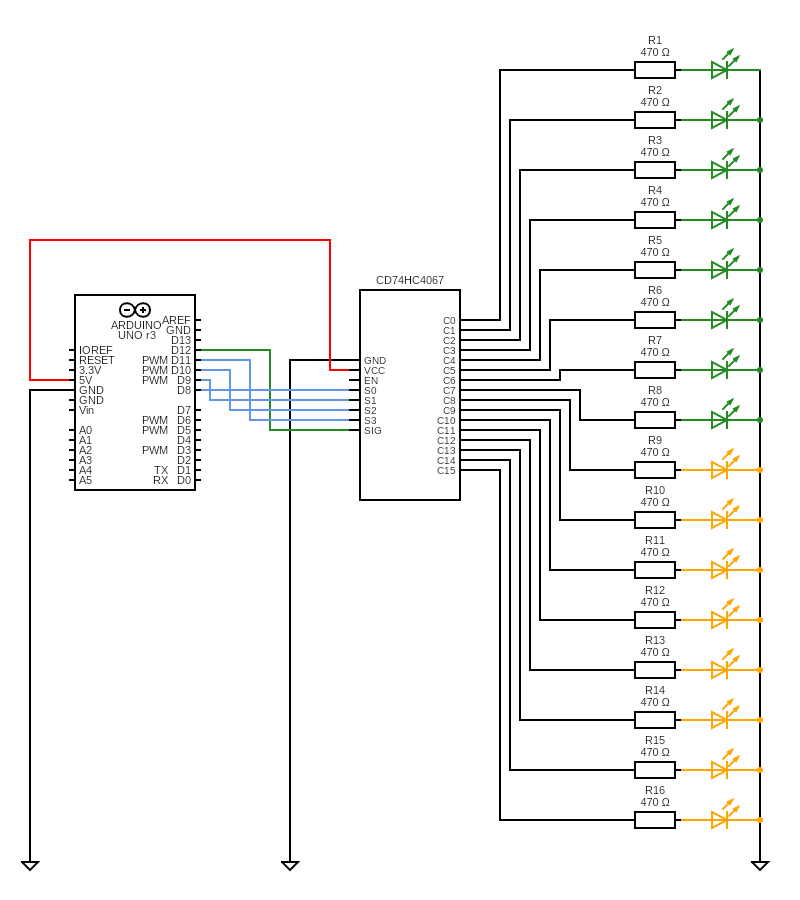 R1
470 Ω
R2
470 Ω
R3
470 Ω
R4
470 Ω
R5
470 Ω
R6
470 Ω
R7
470 Ω
R8
470 Ω
R9
470 Ω
R10
470 Ω
R11
470 Ω
R12
470 Ω
R13
470 Ω
R14
470 Ω
R15
470 Ω
R16
470 Ω
ARDUINO
UNO r3
IOREF
RESET
3.3V
5V
GND
GND
Vin
A0
A1
A2
A3
A4
A5
AREF
GND
D13
D12
PWM D11
PWM D10
PWM D9
D8
D7
PWM D6
PWM D5
D4
PWM D3
D2
TX D1
RX D0
CD74HC4067
GND
VCC
EN
S0
S1
S2
S3
SIG
C0
C1
C2
C3
C4
C5
C6
C7
C8
C9
C10
C11
C12
C13
C14
C15